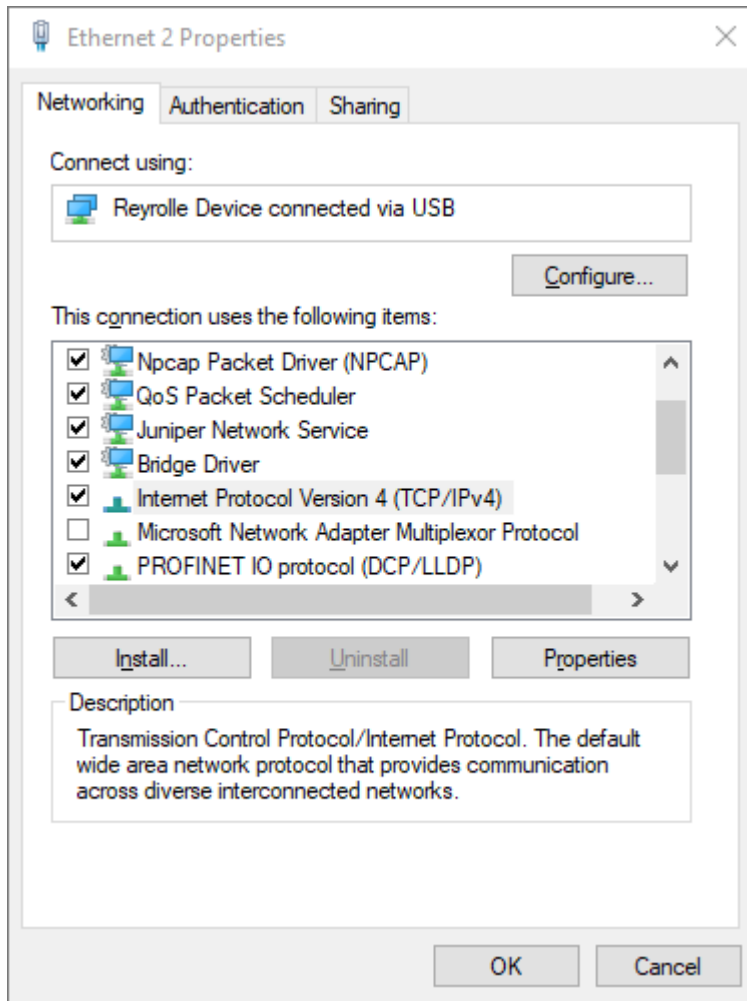 Ethernet 2 Properties
Networking Authentication Sharing
Connect using:
Reyrolle Device connected via USB
Configure...
This connection uses the following items:
Npcap Packet Driver (NPCAP)
QoS Packet Scheduler
Juniper Network Service
Bridge Driver
Internet Protocol Version 4 (TCP/IPv4)
Microsoft Network Adapter Multiplexor Protocol
PROFINET IO protocol (DCP/LLDP)
Install... Uninstall Properties
Description
Transmission Control Protocol/Internet Protocol. The default
wide area network protocol that provides communication
across diverse interconnected networks.
OK Cancel